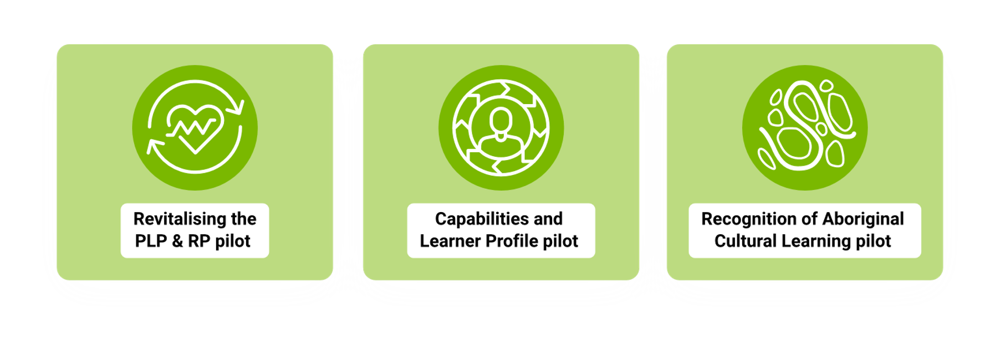 Revitalising the
PLP & RP pilot
Capabilities and
Learner Profile pilot
Recognition of Aboriginal
Cultural Learning pilot